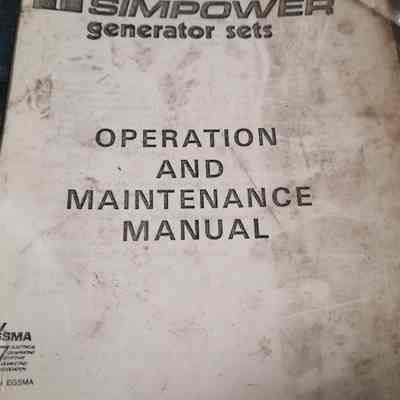 SIMPOWER
generator sets
OPERATION
AND
MAINTENANCE
MANUAL
EGSMA